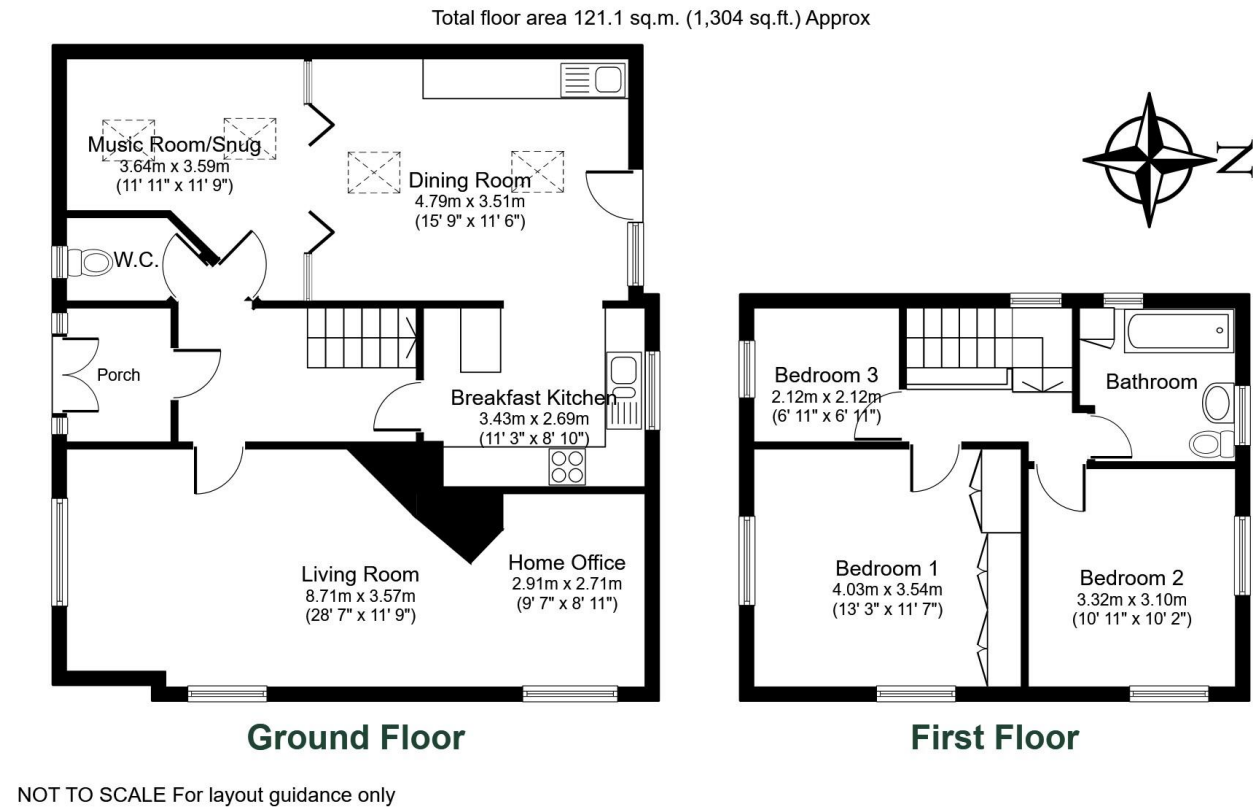 Total floor area 121.1 sq.m. (1,304 sq.ft.) Approx
Music Room/Snug
3.64m x 3.59m
(11' 11" x 11' 9")
Dining Room
4.79m x 3.51m
(15' 9" x 11' 6")
W.C.
Porch
Breakfast Kitchen
3.43m x 2.69m
(11' 3" x 8' 10")
Living Room
8.71m x 3.57m
(28' 7" x 11' 9")
Home Office
2.91m x 2.71m
(9' 7" x 8' 11")
Ground Floor
N
Bedroom 3
2.12m x 2.12m
(6' 11" x 6' 11")
Bathroom
Bedroom 1
4.03m x 3.54m
(13' 3" x 11' 7")
Bedroom 2
3.32m x 3.10m
(10' 11" x 10' 2")
First Floor
NOT TO SCALE For layout guidance only